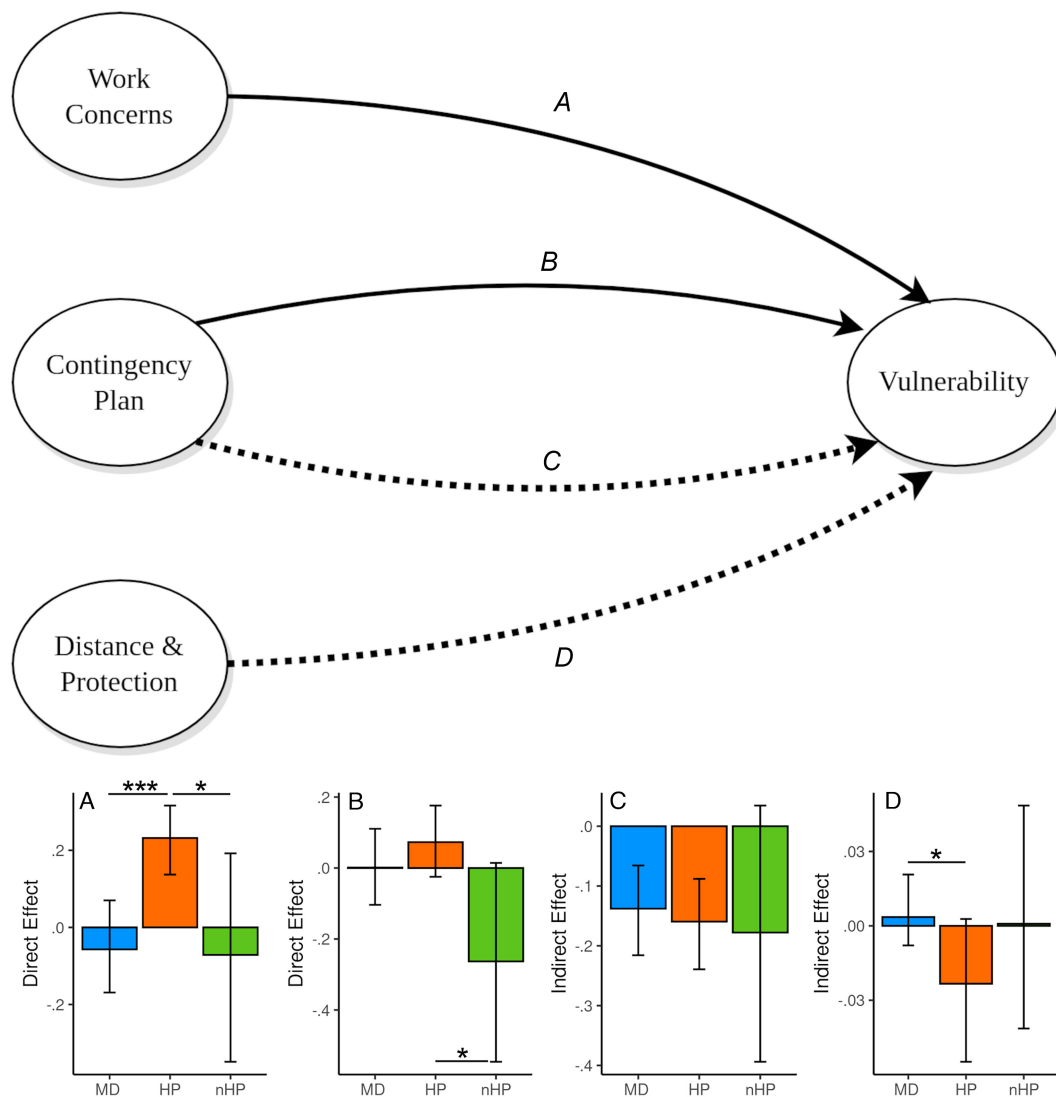 Work
Concerns
A
B
Contingency
Plan
Vulnerability
C
Distance &
Protection
D
A
*** *
Direct Effect
.2
.0
-.2
MD HP nHP
B
Direct Effect
.2
.0
-.2
-.4
*
MD HP nHP
C
Indirect Effect
.0
-.1
-.2
-.3
-.4
MD HP nHP
D
*
Indirect Effect
.03
.00
-.03
MD HP nHP